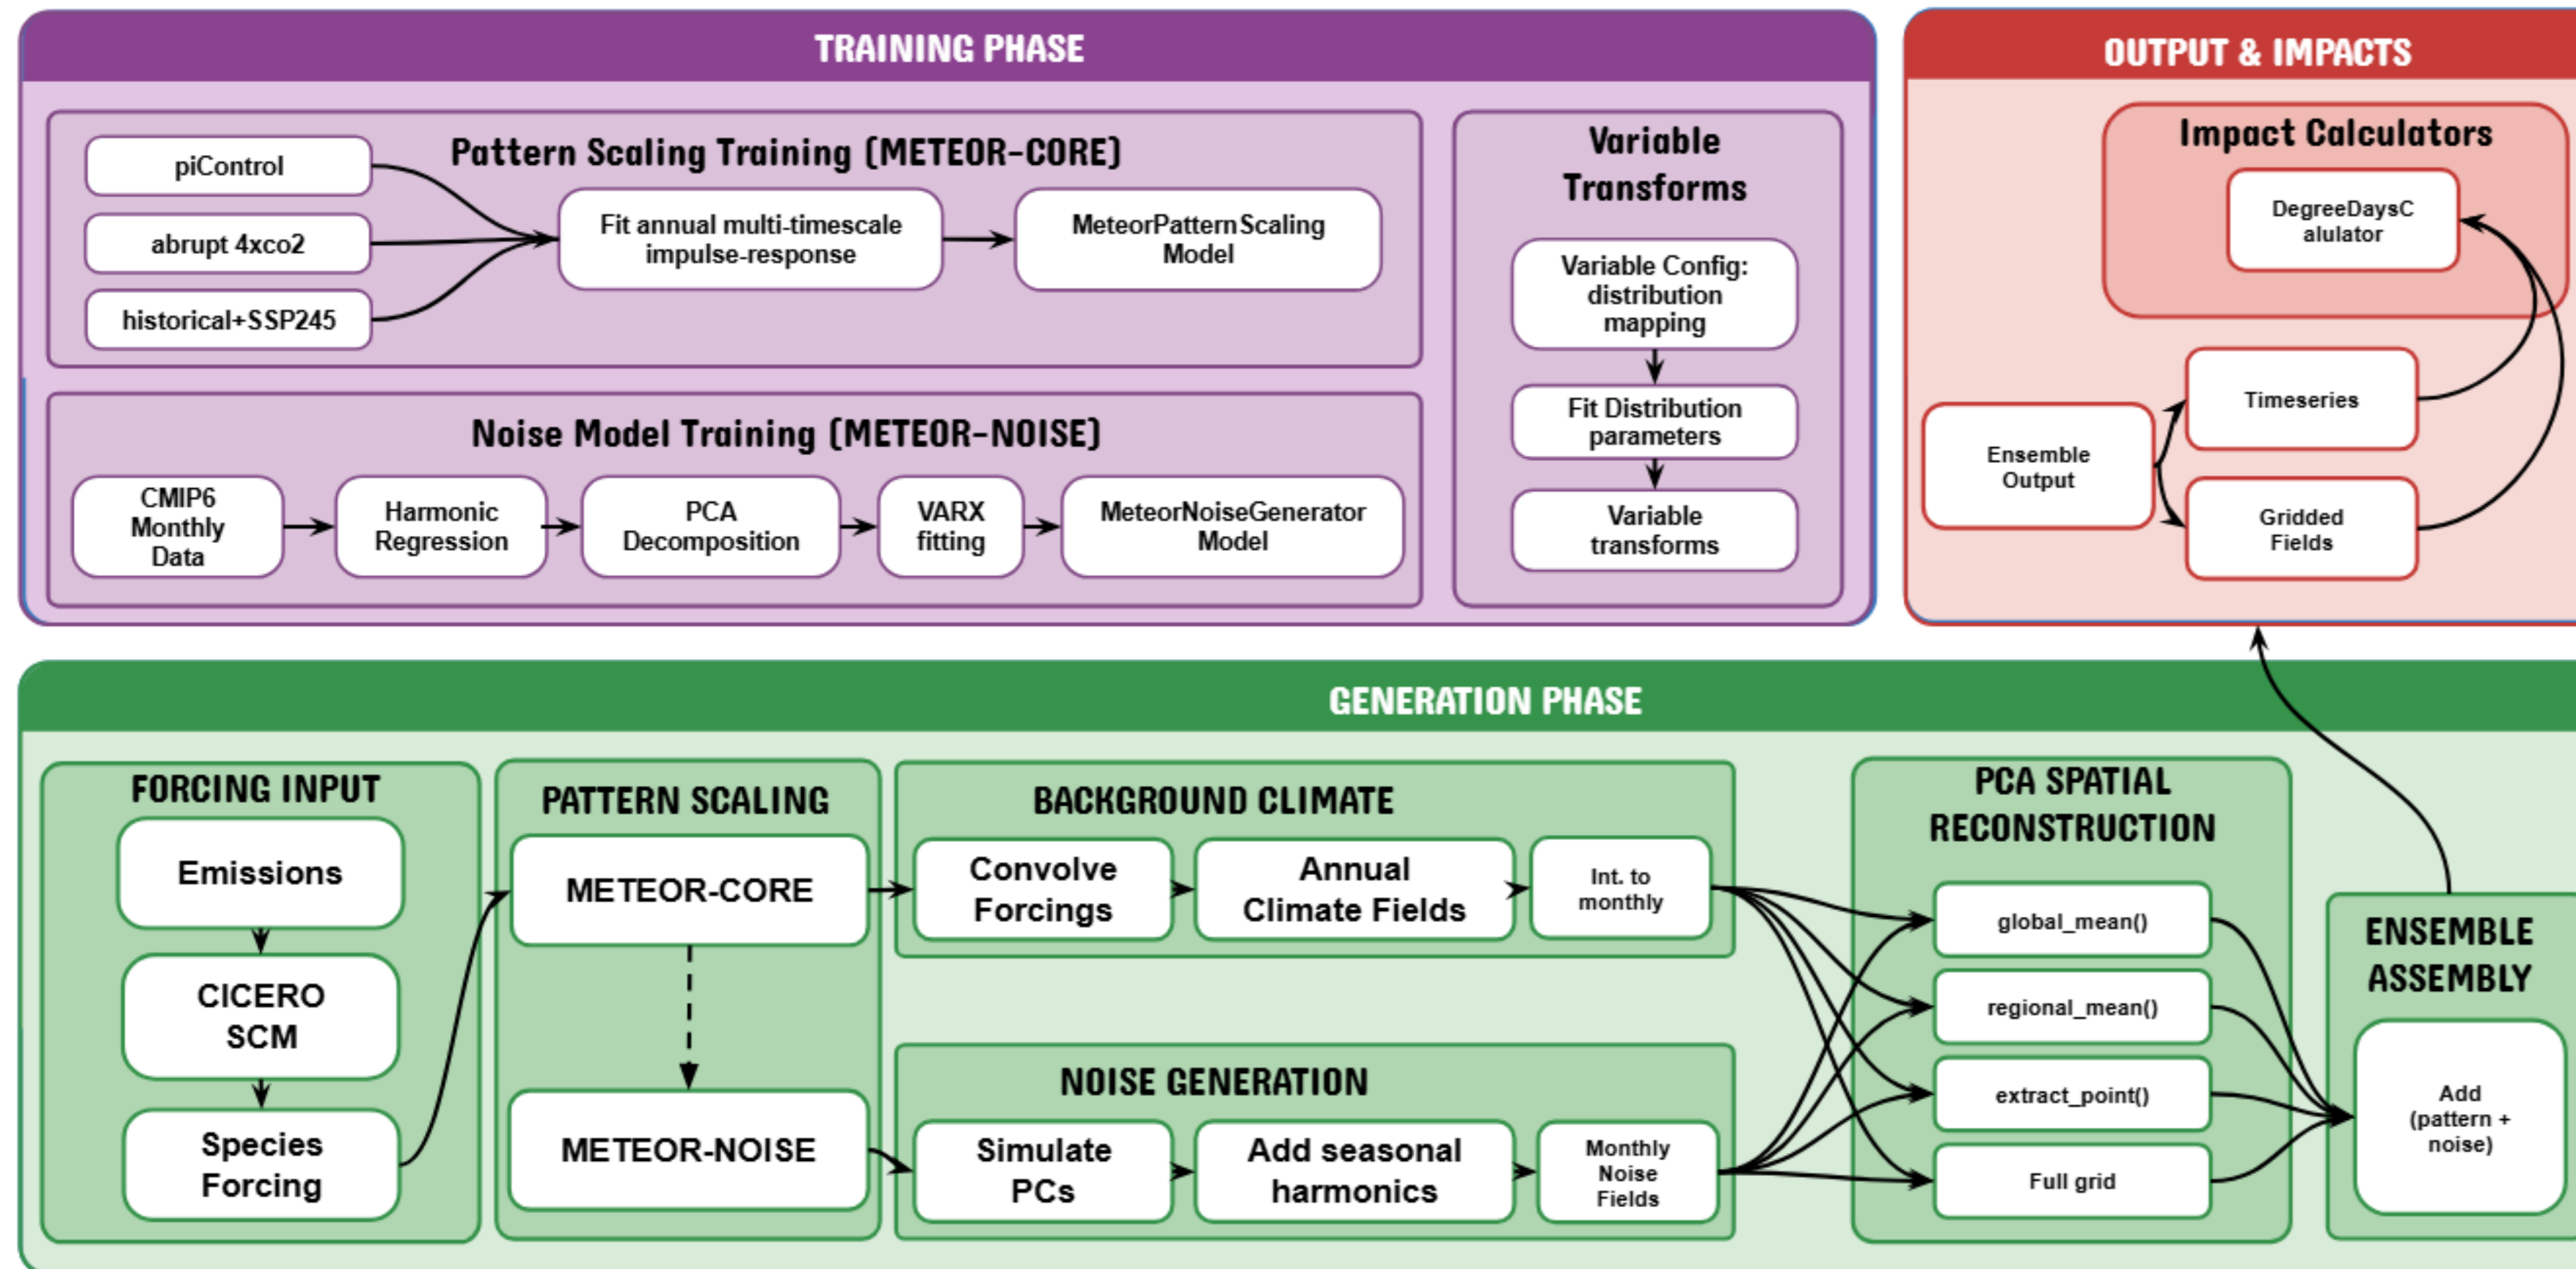 TRAINING PHASE
Pattern Scaling Training (METEOR-CORE)
piControl
abrupt 4xco2
historical+SSP245
Fit annual multi-timescale
impulse-response
MeteorPatternScaling
Model
Noise Model Training (METEOR-NOISE)
CMIP6
Monthly
Data
Harmonic
Regression
PCA
Decomposition
VARX
fitting
MeteorNoiseGenerator
Model
Variable
Transforms
Variable Config:
distribution
mapping
Fit Distribution
parameters
Variable
transforms
OUTPUT & IMPACTS
Impact Calculators
DegreeDaysC
alulator
Timeseries
Ensemble
Output
Gridded
Fields
GENERATION PHASE
FORCING INPUT
Emissions
CICERO
SCM
Species
Forcing
PATTERN SCALING
METEOR-CORE
METEOR-NOISE
BACKGROUND CLIMATE
Convolve
Forcings
Annual
Climate Fields
Int. to
monthly
NOISE GENERATION
Simulate
PCs
Add seasonal
harmonics
Monthly
Noise
Fields
PCA SPATIAL
RECONSTRUCTION
global_mean()
regional_mean()
extract_point()
Full grid
ENSEMBLE
ASSEMBLY
Add
(pattern +
noise)